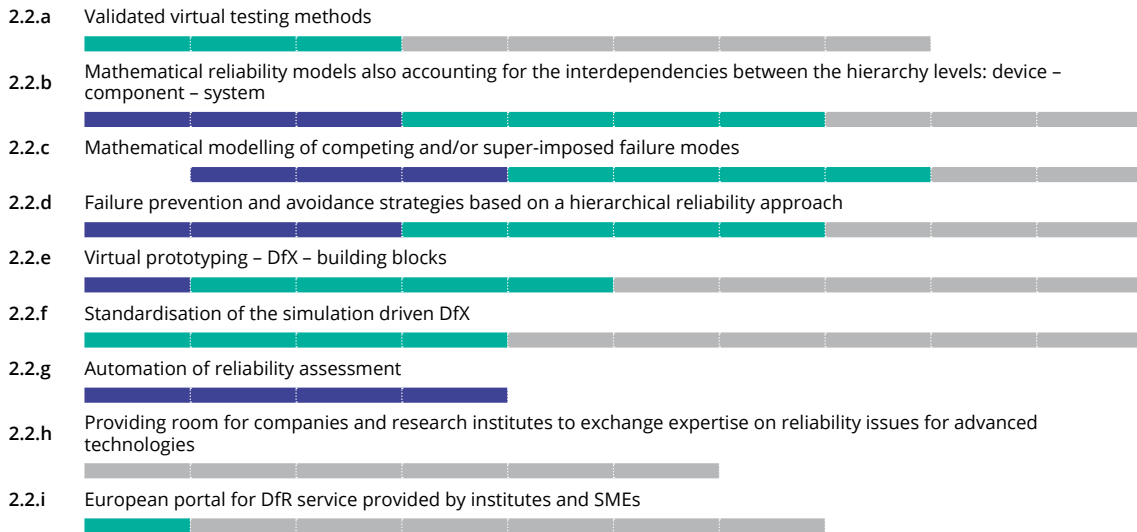 2.2.a Validated virtual testing methods
2.2.b Mathematical reliability models also accounting for the interdependencies between the hierarchy levels: device –
component – system
2.2.c Mathematical modelling of competing and/or super-imposed failure modes
2.2.d Failure prevention and avoidance strategies based on a hierarchical reliability approach
2.2.e Virtual prototyping – DfX – building blocks
2.2.f Standardisation of the simulation driven DfX
2.2.g Automation of reliability assessment
2.2.h Providing room for companies and research institutes to exchange expertise on reliability issues for advanced
technologies
2.2.i European portal for DfR service provided by institutes and SMEs